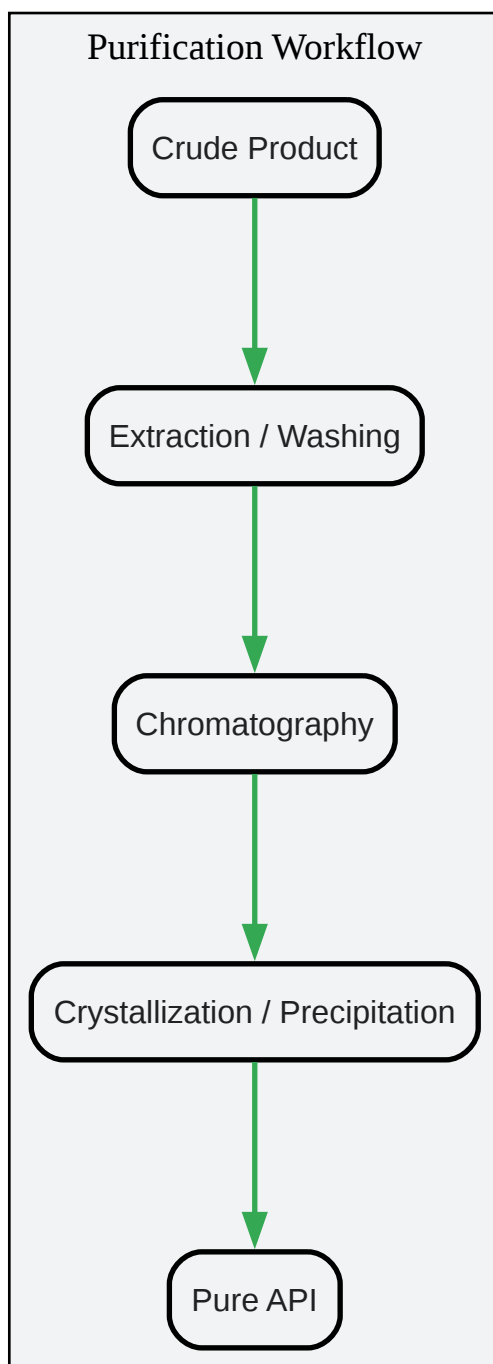 Purification Workflow
Crude Product
Extraction / Washing
Chromatography
Crystallization / Precipitation
Pure API